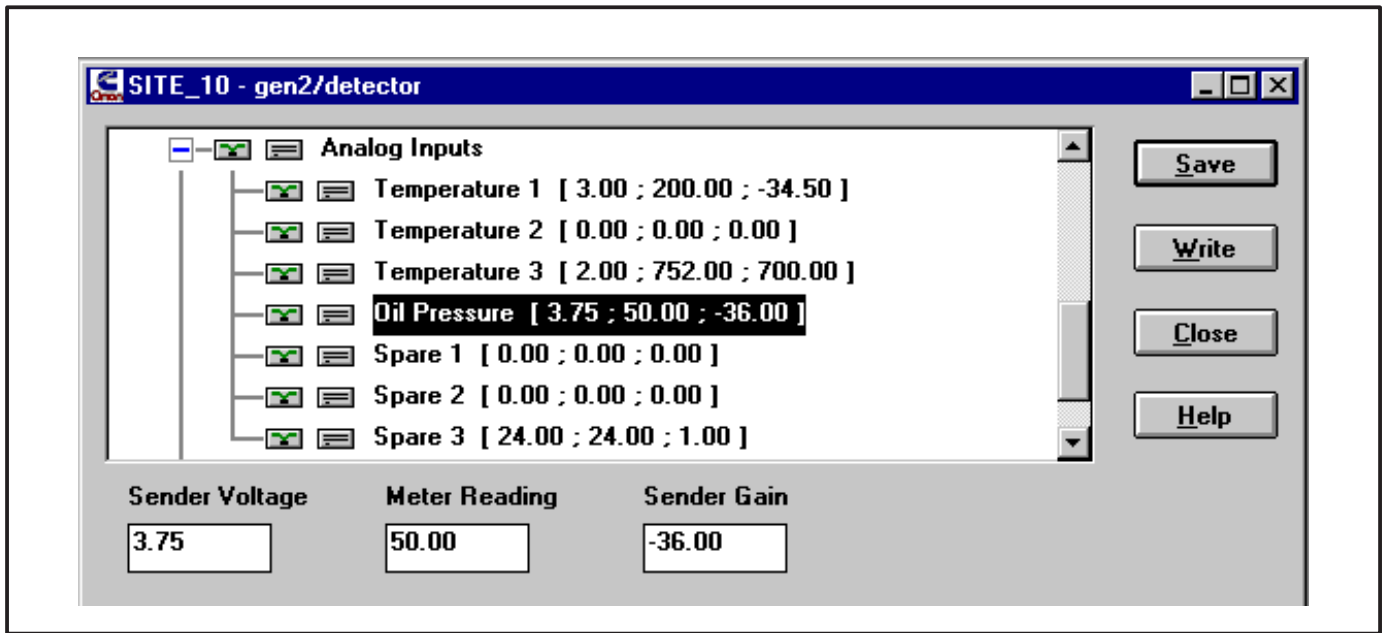 SITE_10 - gen2/detector
Onan
Analog Inputs
Temperature 1 [ 3.00 ; 200.00 ; -34.50 ]
Temperature 2 [ 0.00 ; 0.00 ; 0.00 ]
Temperature 3 [ 2.00 ; 752.00 ; 700.00 ]
Oil Pressure [ 3.75 ; 50.00 ; -36.00 ]
Spare 1 [ 0.00 ; 0.00 ; 0.00 ]
Spare 2 [ 0.00 ; 0.00 ; 0.00 ]
Spare 3 [ 24.00 ; 24.00 ; 1.00 ]
Save
Write
Close
Help
Sender Voltage Meter Reading Sender Gain
3.75 50.00 -36.00